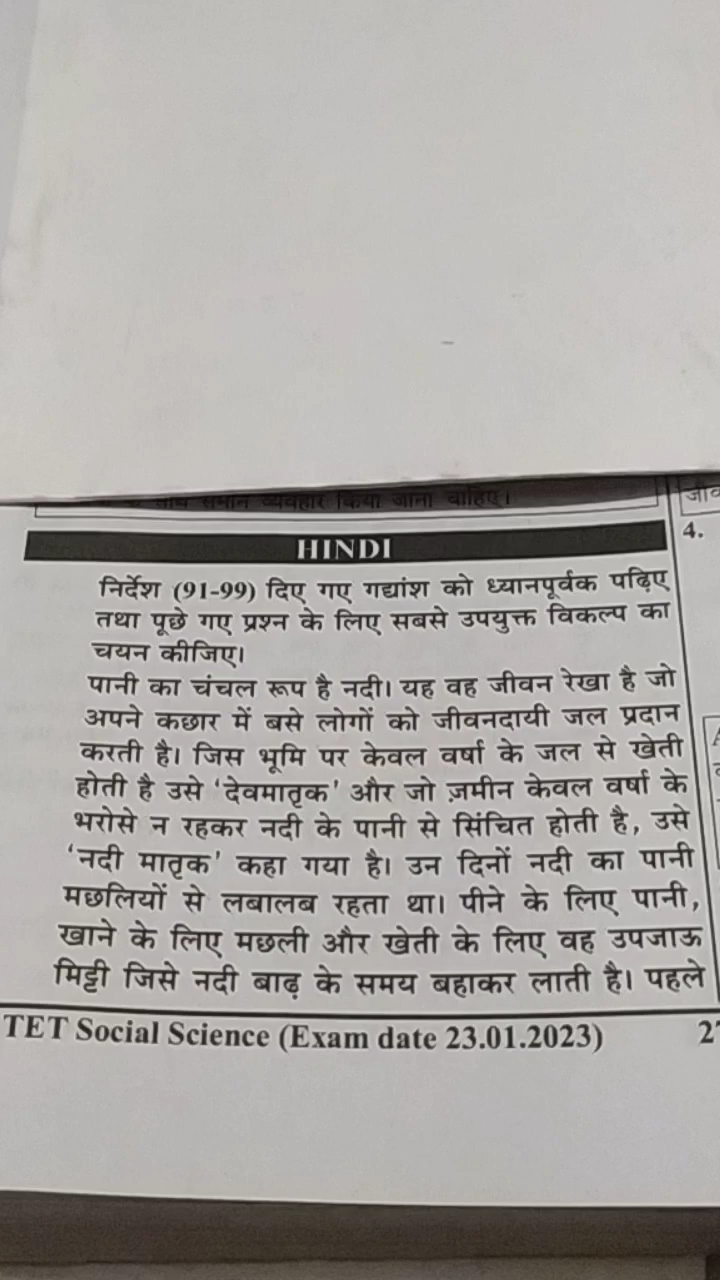 के साथ समान व्यवहार किया जाना चाहिए।
HINDI
निर्देश (91-99) दिए गए गद्यांश को ध्यानपूर्वक पढ़िए
तथा पूछे गए प्रश्न के लिए सबसे उपयुक्त विकल्प का
चयन कीजिए।
पानी का चंचल रूप है नदी। यह वह जीवन रेखा है जो
अपने कछार में बसे लोगों को जीवनदायी जल प्रदान
करती है। जिस भूमि पर केवल वर्षा के जल से खेती
होती है उसे ‘देवमातृक’ और जो ज़मीन केवल वर्षा के
भरोसे न रहकर नदी के पानी से सिंचित होती है, उसे
‘नदी मातृक’ कहा गया है। उन दिनों नदी का पानी
मछलियों से लबालब रहता था। पीने के लिए पानी,
खाने के लिए मछली और खेती के लिए वह उपजाऊ
मिट्टी जिसे नदी बाढ़ के समय बहाकर लाती है। पहले
TET Social Science (Exam date 23.01.2023)
4.